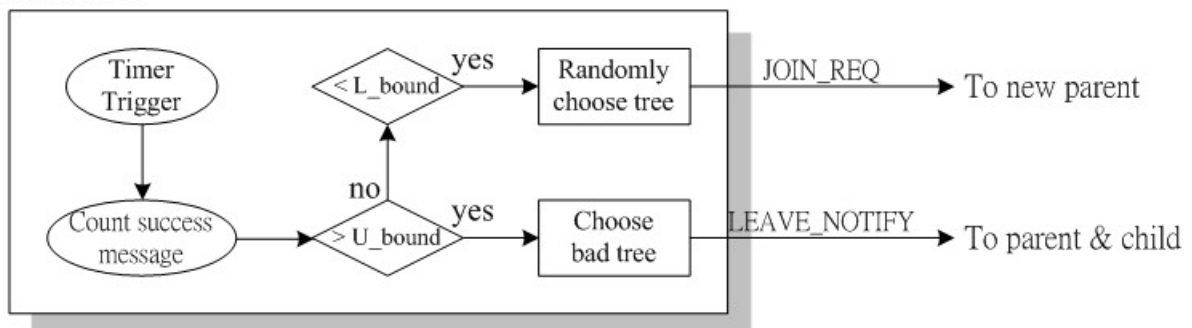 Timer
Trigger
< L_bound
yes
Randomly
choose tree
JOIN_REQ
To new parent
no
Count success
message
> U_bound
yes
Choose
bad tree
LEAVE_NOTIFY
To parent & child